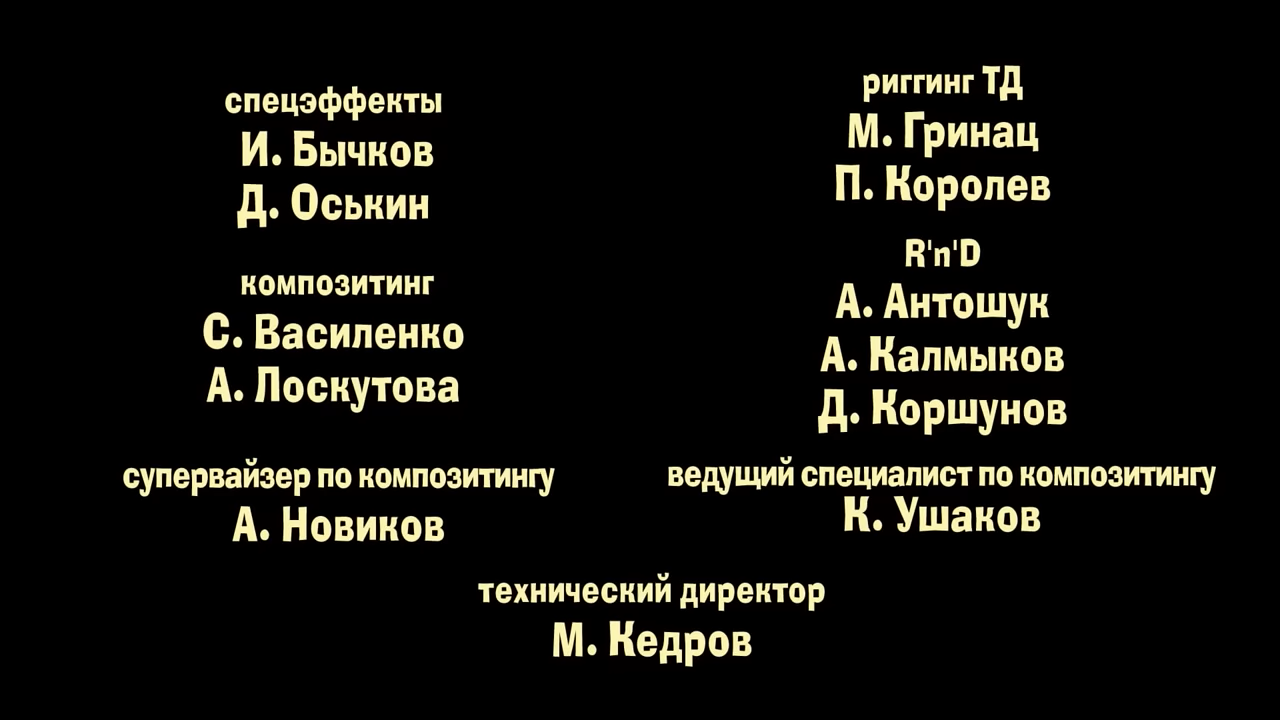 спецэффекты
И. Бычков
Д. Оськин
композитинг
С. Василенко
А. Лоскутова
супервайзер по композитингу
А. Новиков
риггинг ТД
М. Гринац
П. Королев
R'n'D
А. Антошук
А. Калмыков
Д. Коршунов
ведущий специалист по композитингу
К. Ушаков
технический директор
М. Кедров